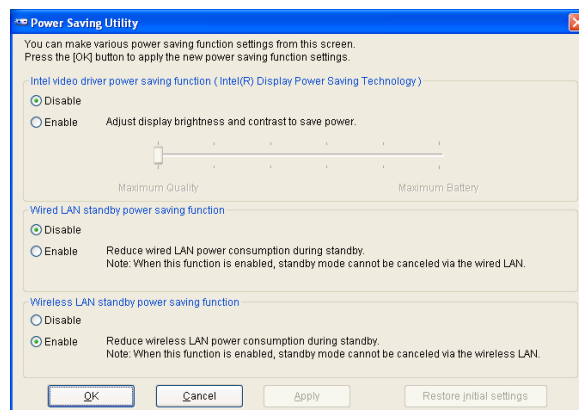 Power Saving Utility
You can make various power saving function settings from this screen.
Press the [OK] button to apply the new power saving function settings.
Intel video driver power saving function ( Intel(R) Display Power Saving Technology )
Disable
Enable Adjust display brightness and contrast to save power.
Maximum Quality Maximum Battery
Wired LAN standby power saving function
Disable
Enable Reduce wired LAN power consumption during standby.
Note: When this function is enabled, standby mode cannot be canceled via the wired LAN.
Wireless LAN standby power saving function
Disable
Enable Reduce wireless LAN power consumption during standby.
Note: When this function is enabled, standby mode cannot be canceled via the wireless LAN.
OK Cancel Apply Restore initial settings